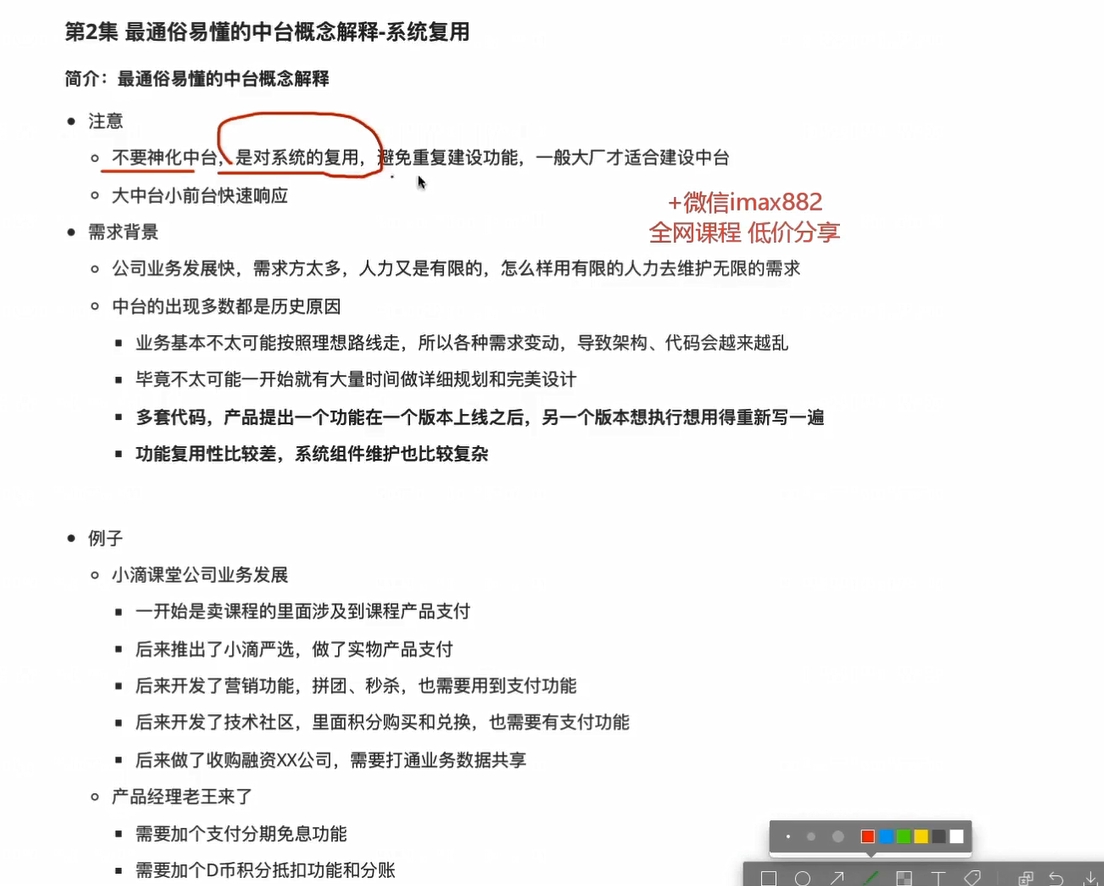 第2集 最通俗易懂的中台概念解释-系统复用
简介：最通俗易懂的中台概念解释
注意
不要神化中台，是对系统的复用，避免重复建设功能，一般大厂才适合建设中台
大中台小前台快速响应
+微信imax882
全网课程 低价分享
需求背景
公司业务发展快，需求方太多，人力又是有限的，怎么样用有限的人力去维护无限的需求
中台的出现多数都是历史原因
业务基本不太可能按照理想路线走，所以各种需求变动，导致架构、代码会越来越乱
毕竟不太可能一开始就有大量时间做详细规划和完美设计
多套代码，产品提出一个功能在一个版本上线之后，另一个版本想执行想用得重新写一遍
功能复用性比较差，系统组件维护也比较复杂
例子
小滴课堂公司业务发展
一开始是卖课程的里面涉及到课程产品支付
后来推出了小滴严选，做了实物产品支付
后来开发了营销功能，拼团、秒杀，也需要用到支付功能
后来开发了技术社区，里面积分购买和兑换，也需要有支付功能
后来做了收购融资XX公司，需要打通业务数据共享
产品经理老王来了
需要加个支付分期免息功能
需要加个D币积分抵扣功能和分账